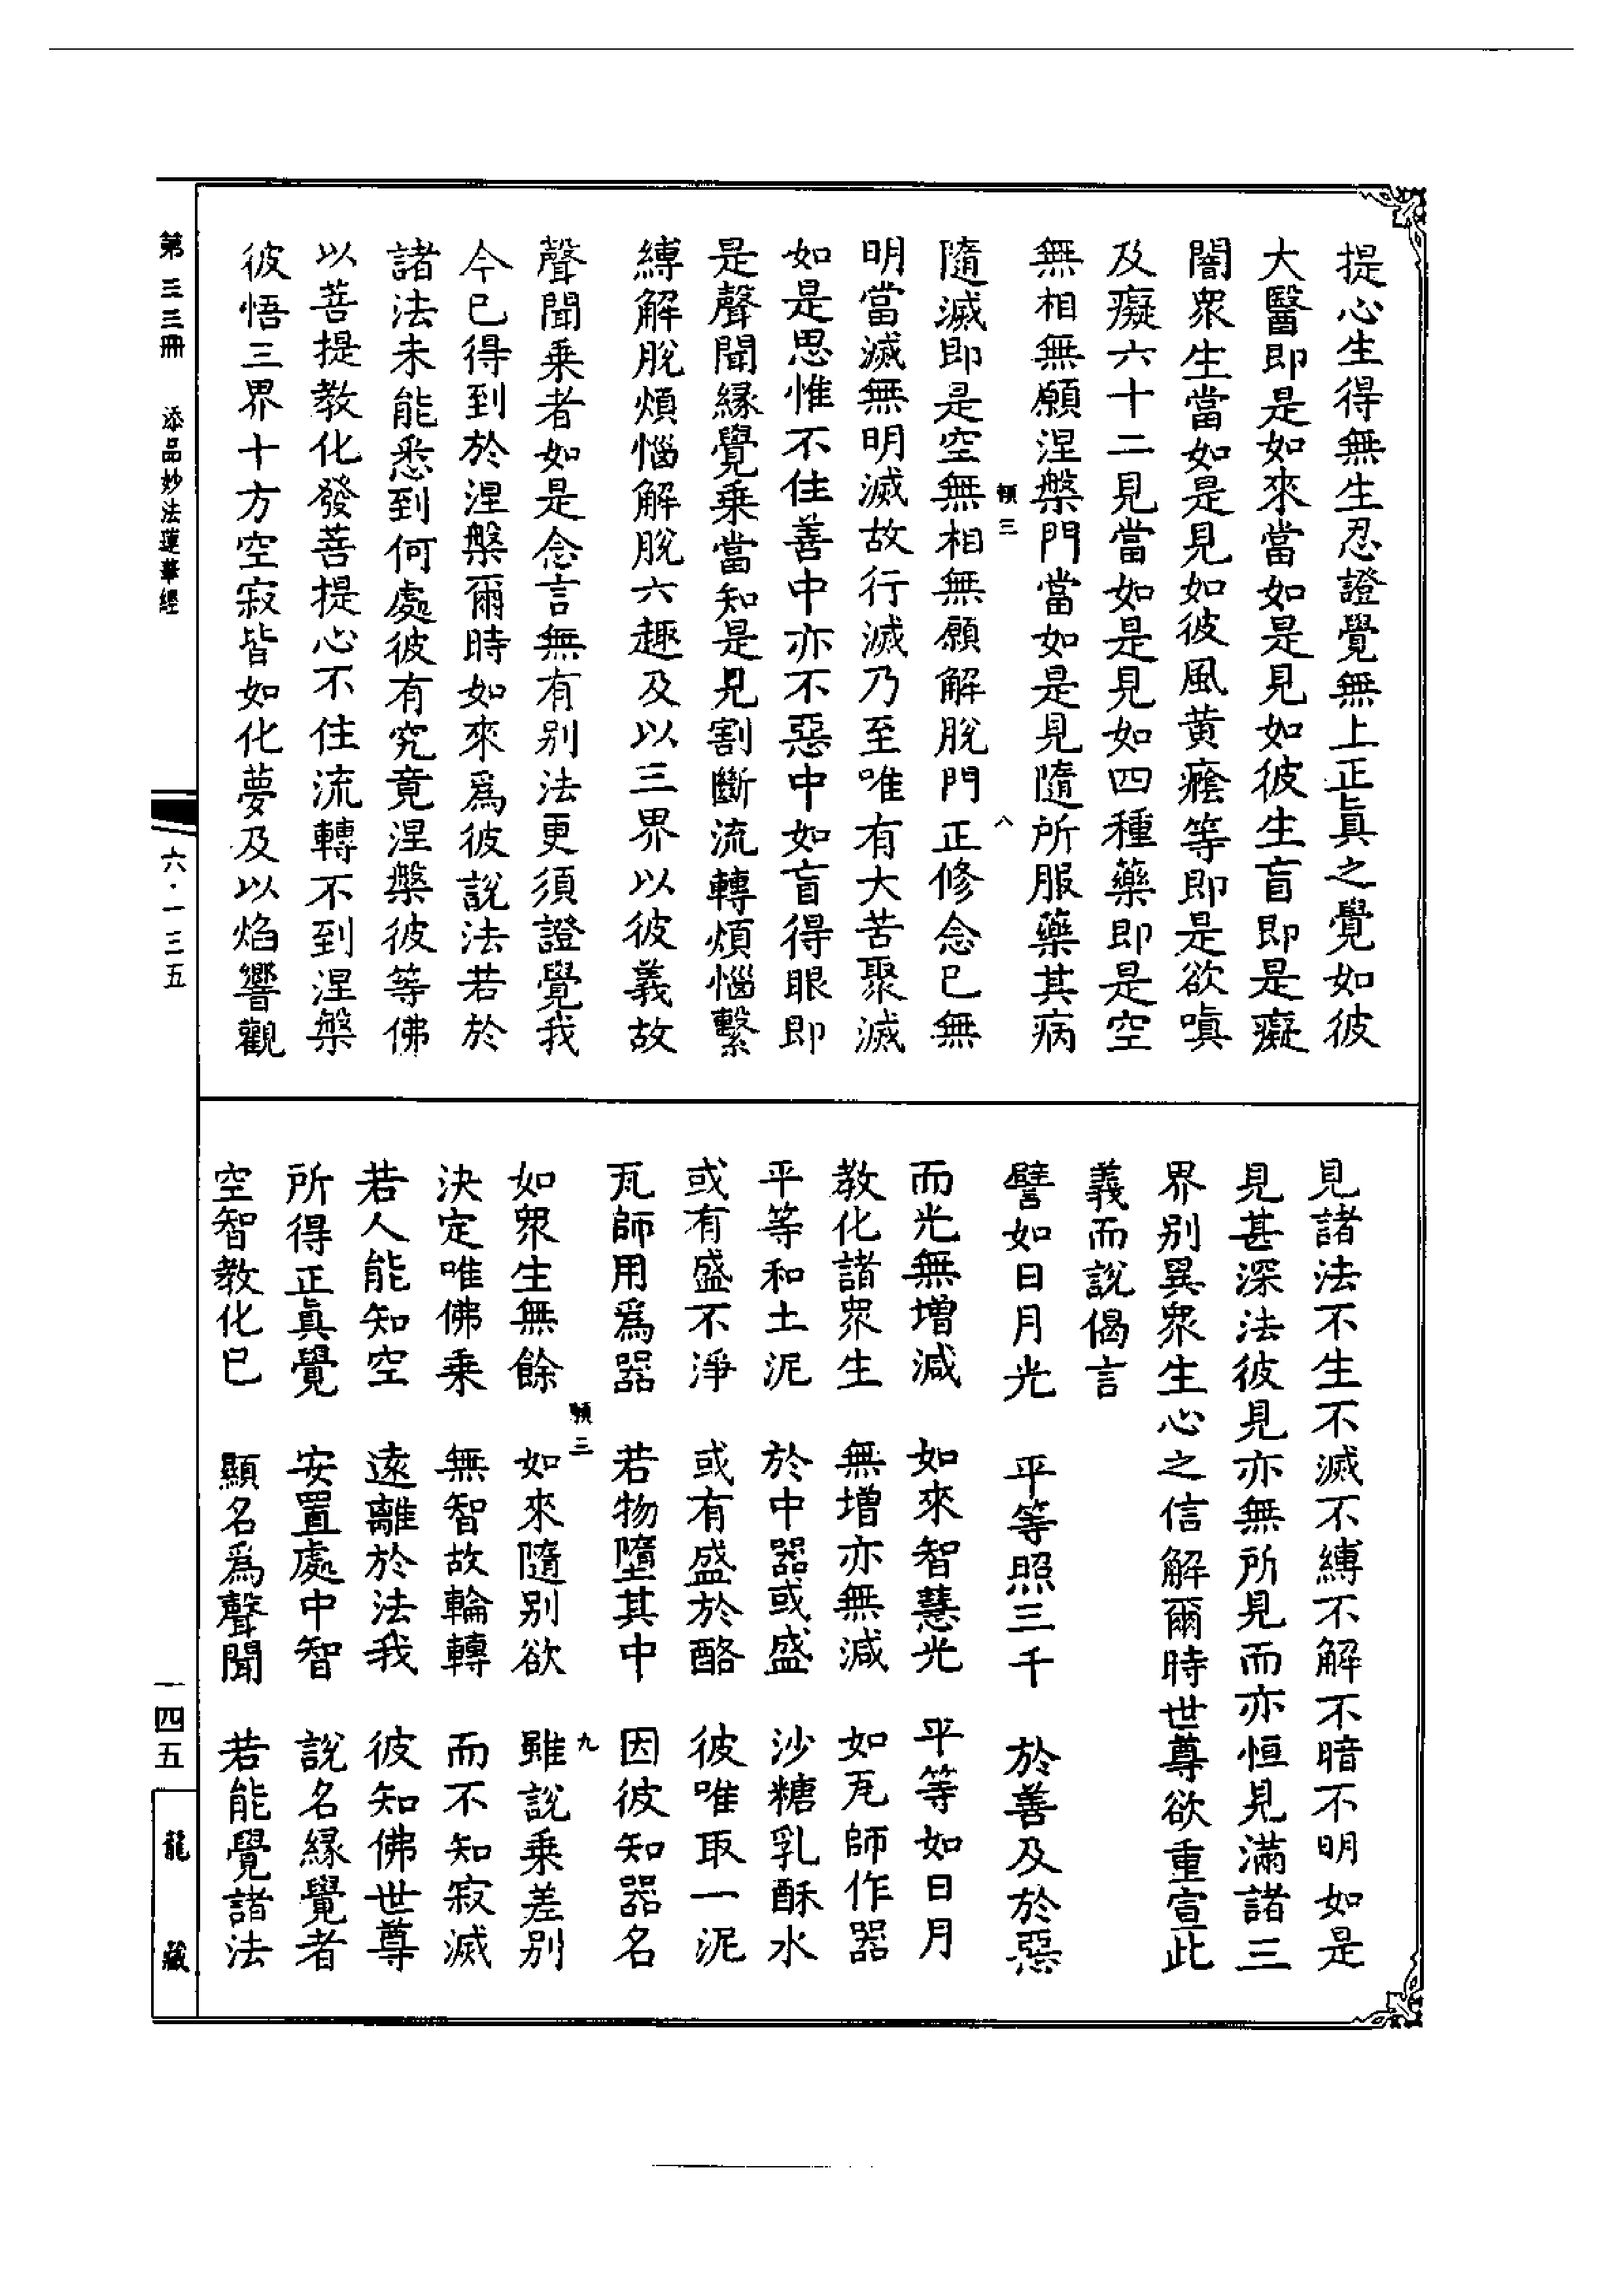 提心生得無生忍證覺無上正眞之覺如彼
大醫即是如來當如是見如彼生盲即是癡
闇衆生當如是見如彼風黄癊等即是欲嗔
及癡六十二見當如是見如四種藥即是空
無相無願涅槃門當如是見隨所服藥其病
頓三
八
隨滅即是空無相無願解脫門正修念已無
明當滅無明滅故行滅乃至唯有大苦聚滅
如是思惟不住善中亦不惡中如盲得眼即
是聲聞縁覺乗當知是見割斷流轉煩惱繫
縛解脫煩惱解脫六趣及以三界以彼義故
聲聞乗者如是念言無有别法更須證覺我
今已得到於涅槃爾時如來爲彼說法若於
諸法未能悉到何處彼有究竟涅槃彼等佛
以菩提教化發菩提心不住流轉不到涅槃
彼悟三界十方空寂皆如化夢及以焰響觀
見諸法不生不滅不縛不解不暗不明如是
見甚深法彼見亦無所見而亦恒見滿諸三
界别異衆生心之信解爾時世尊欲重宣此
義而說偈言
譬如日月光　平等照三千　於善及於惡
而光無增減　如來智慧光　平等如日月
教化諸衆生　無增亦無減　如瓦師作器
平等和土泥　於中器或盛　沙糖乳酥水
或有盛不淨　或有盛於酪　彼唯取一泥
瓦師用爲器　若物墮其中　因彼知器名
頓三
九
如衆生無餘　如來隨别欲　雖說乗差别
決定唯佛乗　無智故輪轉　而不知寂滅
若人能知空　遠離於法我　彼知佛世尊
所得正眞覺　安置處中智　說名縁覺者
空智教化已　顯名爲聲聞　若能覺諸法
第三三冊　添品妙法蓮華經
六·一三五
一四五
龍藏